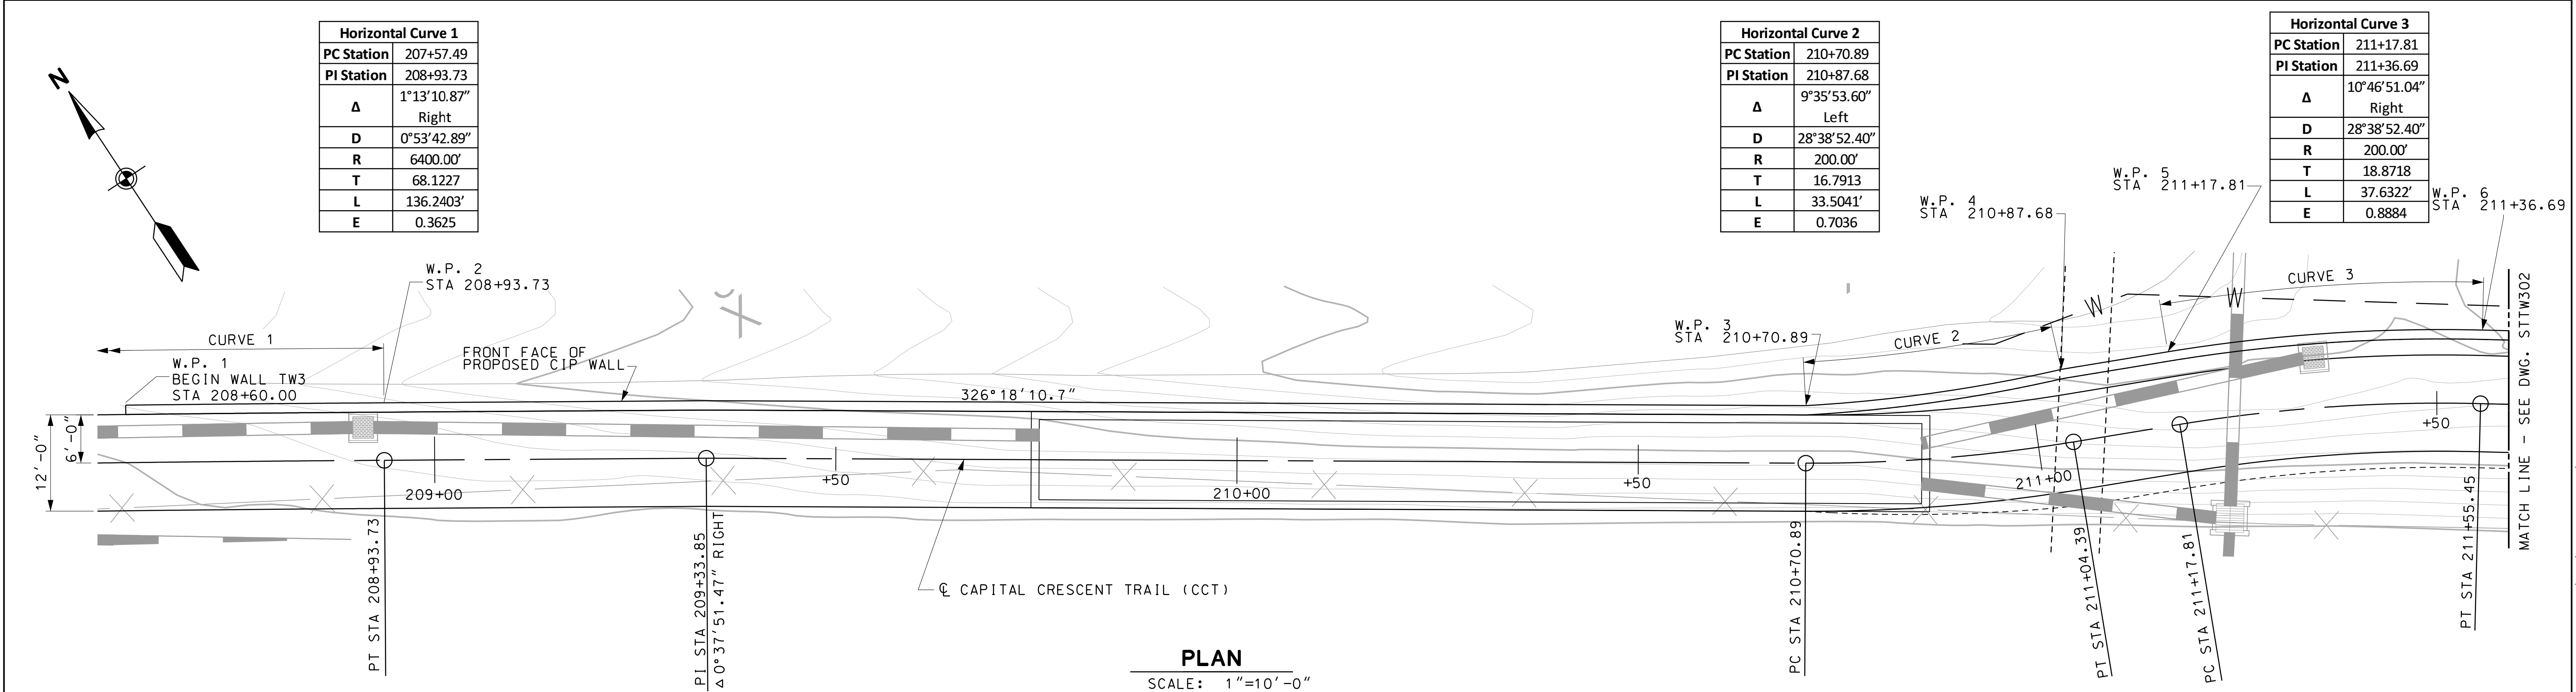 Horizontal Curve 1
PC Station 207+57.49
PI Station 208+93.73
Δ 1°13’10.87” Right
D 0°53’42.89”
R 6400.00’
T 68.1227
L 136.2403’
E 0.3625
Horizontal Curve 2
PC Station 210+70.89
PI Station 210+87.68
Δ 9°35’53.60” Left
D 28°38’52.40”
R 200.00’
T 16.7913
L 33.5041’
E 0.7036
Horizontal Curve 3
PC Station 211+17.81
PI Station 211+36.69
Δ 10°46’51.04” Right
D 28°38’52.40”
R 200.00’
T 18.8718
L 37.6322’
E 0.8884
N
W.P. 5
STA 211+17.81
W.P. 6
STA 211+36.69
W.P. 4
STA 210+87.68
W.P. 2
STA 208+93.73
CURVE 3
W
W
W.P. 3
STA 210+70.89
CURVE 1
CURVE 2
W.P. 1
BEGIN WALL TW3
STA 208+60.00
FRONT FACE OF
PROPOSED CIP WALL
326°18'10.7"
12'-0"
6'-0"
209+00
+50
210+00
+50
211+00
+50
PT STA 208+93.73
PI STA 209+33.85
Δ 0°37'51.47" RIGHT
℄ CAPITAL CRESCENT TRAIL (CCT)
PC STA 210+70.89
PT STA 211+04.39
PC STA 211+17.81
PT STA 211+55.45
MATCH LINE - SEE DWG. STTW302
PLAN
SCALE: 1"=10'-0"